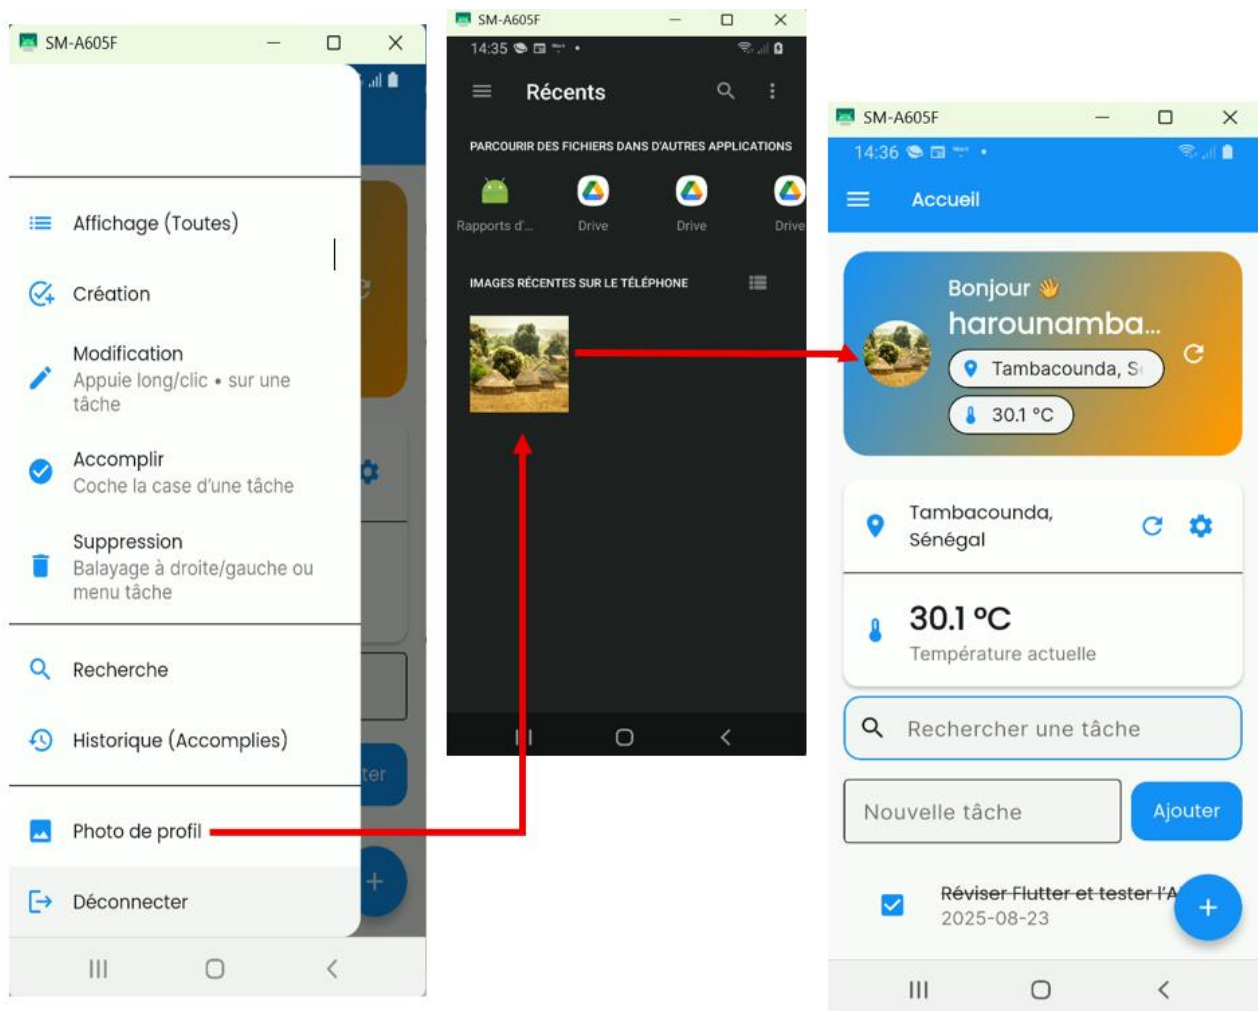 SM-A605F
Affichage (Toutes)
Création
Modification
Appuie long/clic • sur une
tâche
Accomplir
Coche la case d'une tâche
Suppression
Balayage à droite/gauche ou
menu tâche
Recherche
Historique (Accomplies)
Photo de profil
Déconnecter
ter
SM-A605F
14:35
Récents
PARCOURIR DES FICHIERS DANS D'AUTRES APPLICATIONS
Rapports d'... Drive Drive Drive
IMAGES RÉCENTES SUR LE TÉLÉPHONE
SM-A605F
14:36
Accueil
Bonjour 👋
harounamba...
Tambacounda, S
30.1 °C
Tambacounda,
Sénégal
30.1 °C
Température actuelle
Rechercher une tâche
Nouvelle tâche
Ajouter
Réviser Flutter et tester l'A
2025-08-23